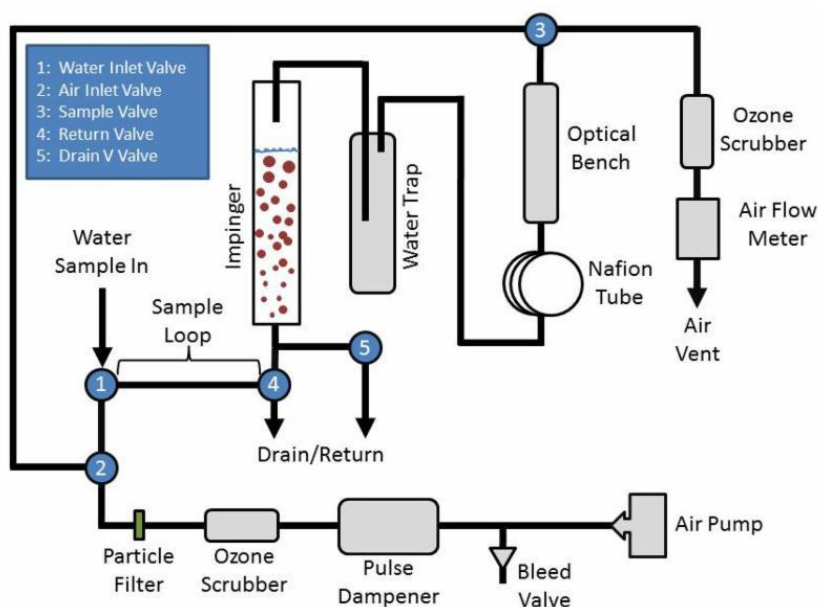 3
1: Water Inlet Valve
2: Air Inlet Valve
3: Sample Valve
4: Return Valve
5: Drain V Valve
Optical
Bench
Ozone
Scrubber
Impinger
Water Trap
Air Flow
Meter
Water
Sample In
Nafion
Tube
Sample
Loop
Air
Vent
5
1
4
Drain/Return
2
Air Pump
Particle
Filter
Ozone
Scrubber
Pulse
Dampener
Bleed
Valve